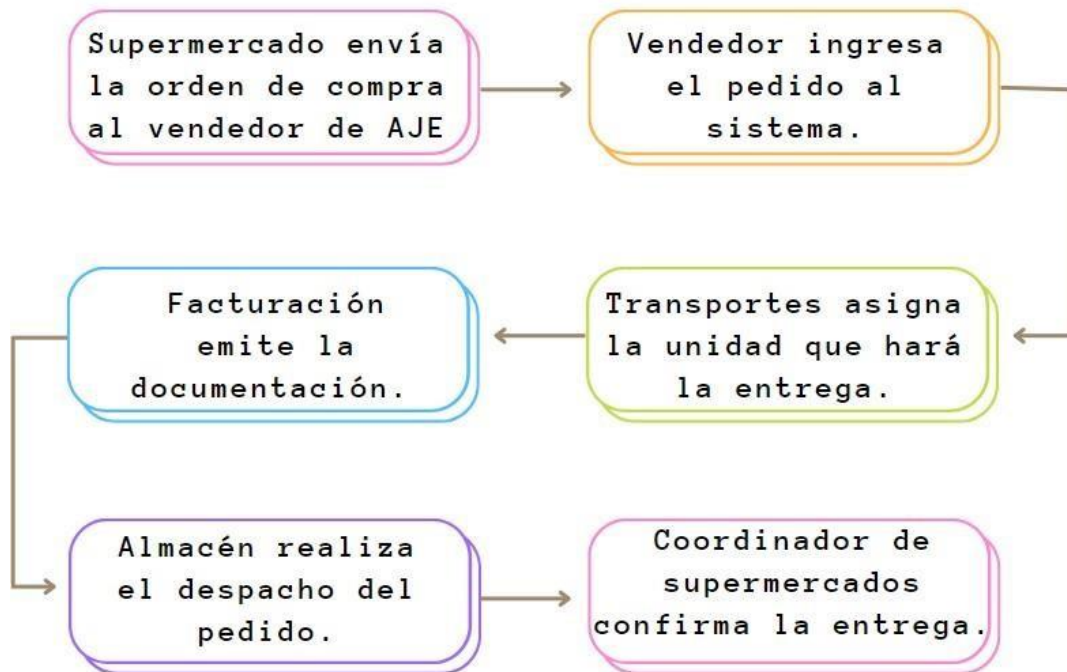 Supermercado envía
la orden de compra
al vendedor de AJE
Vendedor ingresa
el pedido al
sistema.
Transportes asigna
la unidad que hará
la entrega.
Facturación
emite la
documentación.
Almacén realiza
el despacho del
pedido.
Coordinador de
supermercados
confirma la entrega.